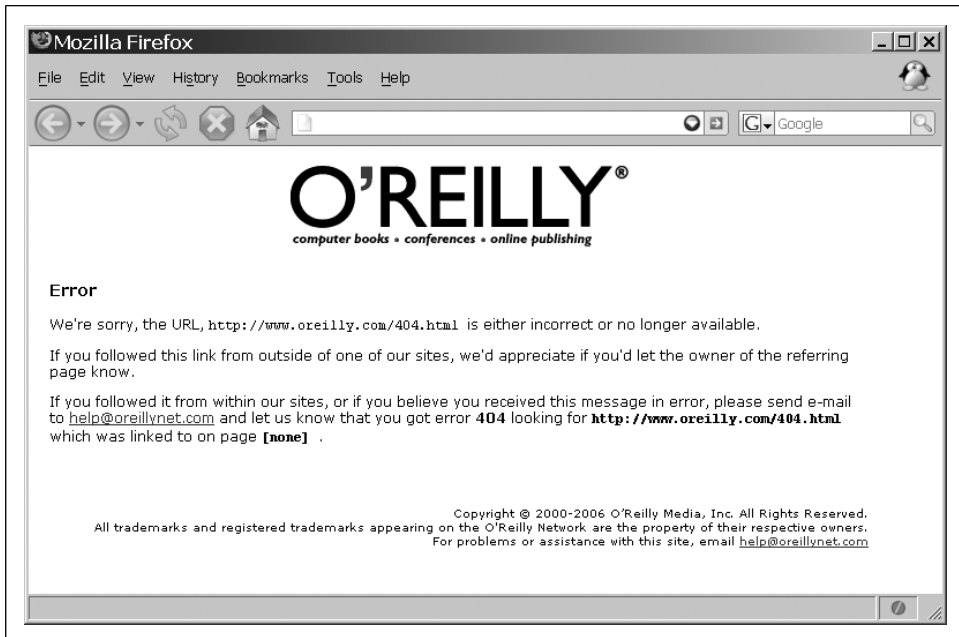 Mozilla Firefox
File Edit View History Bookmarks Tools Help
G Google
O'REILLY®
computer books • conferences • online publishing
Error
We're sorry, the URL, http://www.oreilly.com/404.html is either incorrect or no longer available.
If you followed this link from outside of one of our sites, we'd appreciate if you'd let the owner of the referring
page know.
If you followed it from within our sites, or if you believe you received this message in error, please send e-mail
to help@oreillynet.com and let us know that you got error 404 looking for http://www.oreilly.com/404.html
which was linked to on page [none] .
Copyright © 2000-2006 O'Reilly Media, Inc. All Rights Reserved.
All trademarks and registered trademarks appearing on the O'Reilly Network are the property of their respective owners.
For problems or assistance with this site, email help@oreillynet.com